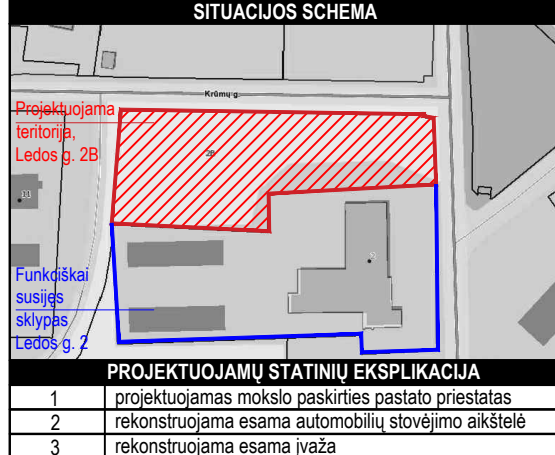 SITUACIJOS SCHEMA
Krūmų g.
Projektuojama
teritorija,
Ledos g. 2B
2B
11
2
Funkciškai
susijęs
sklypas
Ledos g. 2
PROJEKTUOJAMŲ STATINIŲ EKSPLIKACIJA
1 projektuojamas mokslo paskirties pastato priestatas
2 rekonstruojama esama automobilių stovėjimo aikštelė
3 rekonstruojama esama įvaža